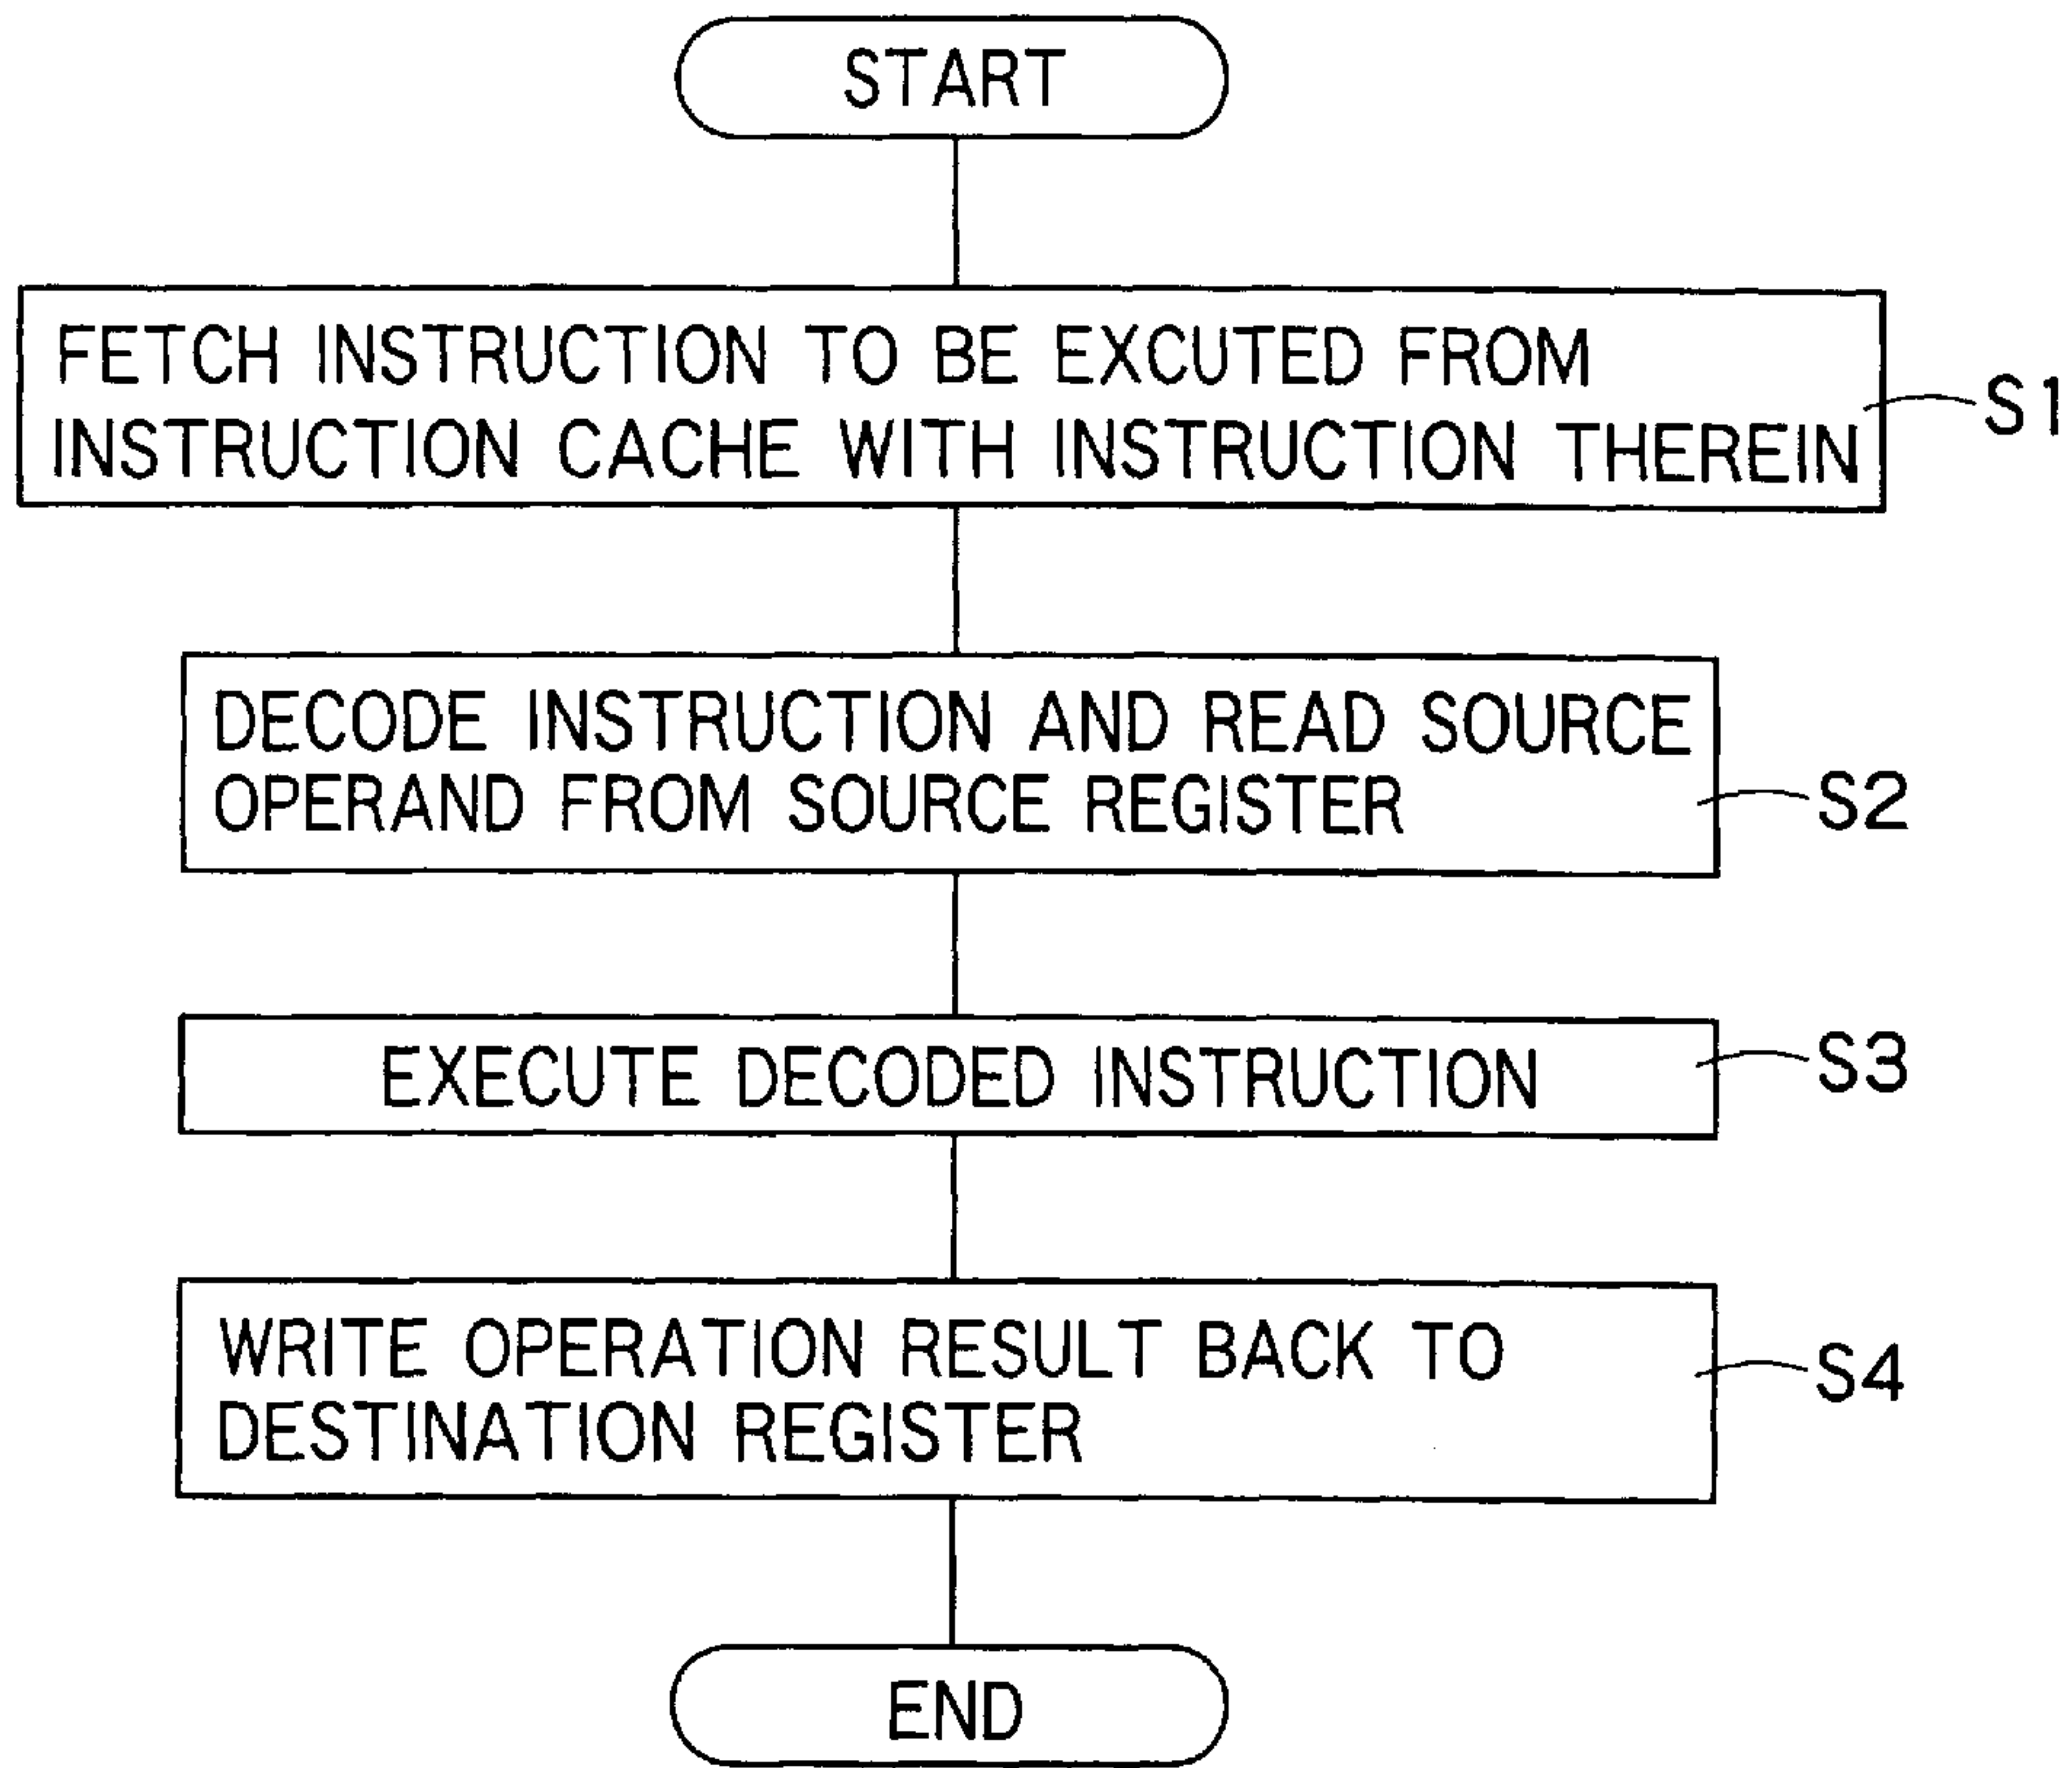 START
FETCH INSTRUCTION TO BE EXCUTED FROM
INSTRUCTION CACHE WITH INSTRUCTION THEREIN
S1
DECODE INSTRUCTION AND READ SOURCE
OPERAND FROM SOURCE REGISTER
S2
EXECUTE DECODED INSTRUCTION
S3
WRITE OPERATION RESULT BACK TO
DESTINATION REGISTER
S4
END